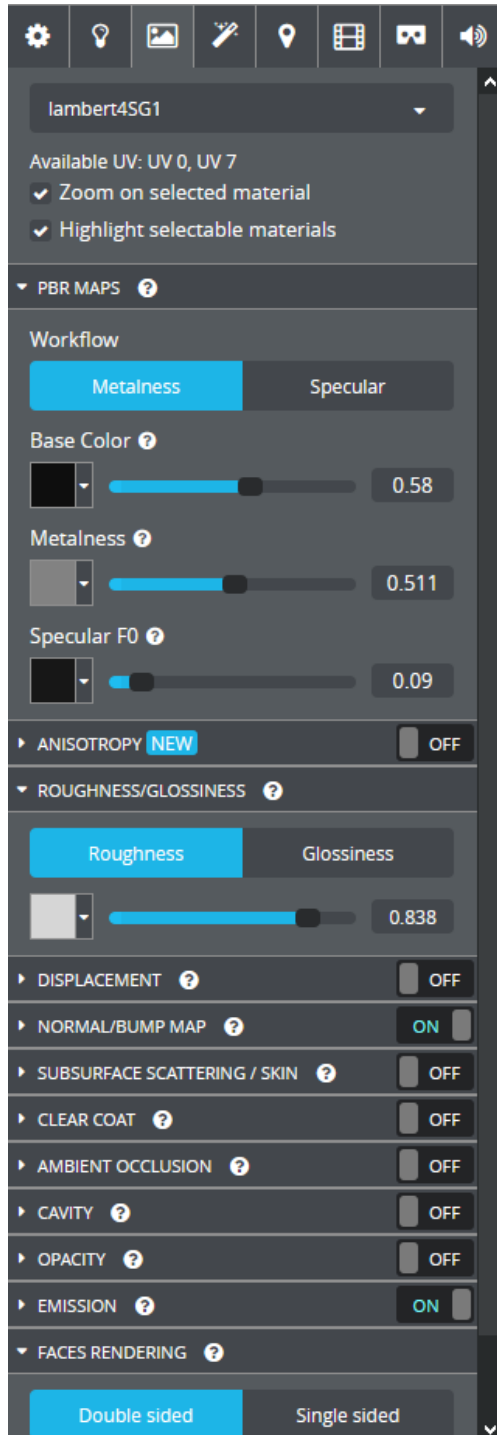 lambert4SG1
Available UV: UV 0, UV 7
Zoom on selected material
Highlight selectable materials
PBR MAPS ?
Workflow
Metalness Specular
Base Color ?
0.58
Metalness ?
0.511
Specular F0 ?
0.09
ANISOTROPY NEW OFF
ROUGHNESS/GLOSSINESS ?
Roughness Glossiness
0.838
DISPLACEMENT ? OFF
NORMAL/BUMP MAP ? ON
SUBSURFACE SCATTERING / SKIN ? OFF
CLEAR COAT ? OFF
AMBIENT OCCLUSION ? OFF
CAVITY ? OFF
OPACITY ? OFF
EMISSION ? ON
FACES RENDERING ?
Double sided Single sided